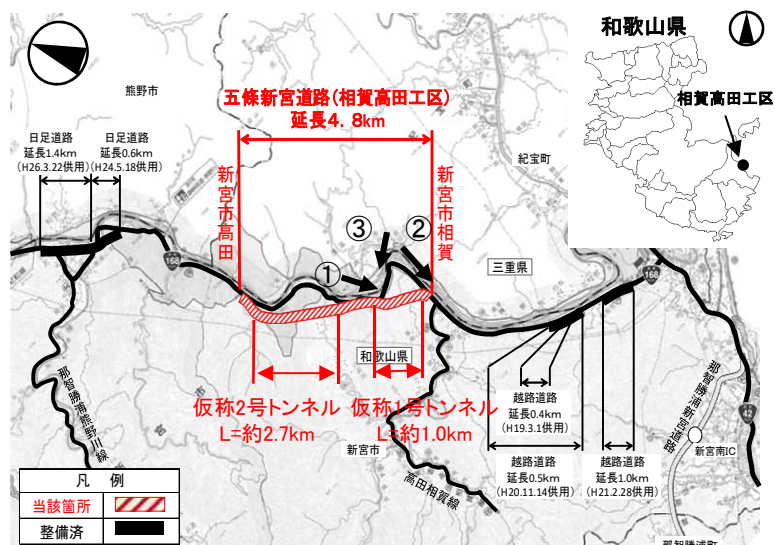 和歌山県
相賀高田工区
熊野市
五條新宮道路(相賀高田工区)
延長4.8km
日足道路
延長1.4km
(H26.3.22供用)
日足道路
延長0.6km
(H24.5.18供用)
紀宝町
新宮市高田
新宮市相賀
③
②
①
三重県
168
168
和歌山県
仮称2号トンネル
L=約2.7km
仮称1号トンネル
L=約1.0km
新宮市
高田相賀線
那智勝浦熊野川線
越路道路
延長0.4km
(H19.3.1供用)
越路道路
延長0.5km
(H20.11.14供用)
越路道路
延長1.0km
(H21.2.28供用)
那智勝浦新宮道路
42
新宮南IC
那智勝浦町
凡 例
当該箇所
整備済